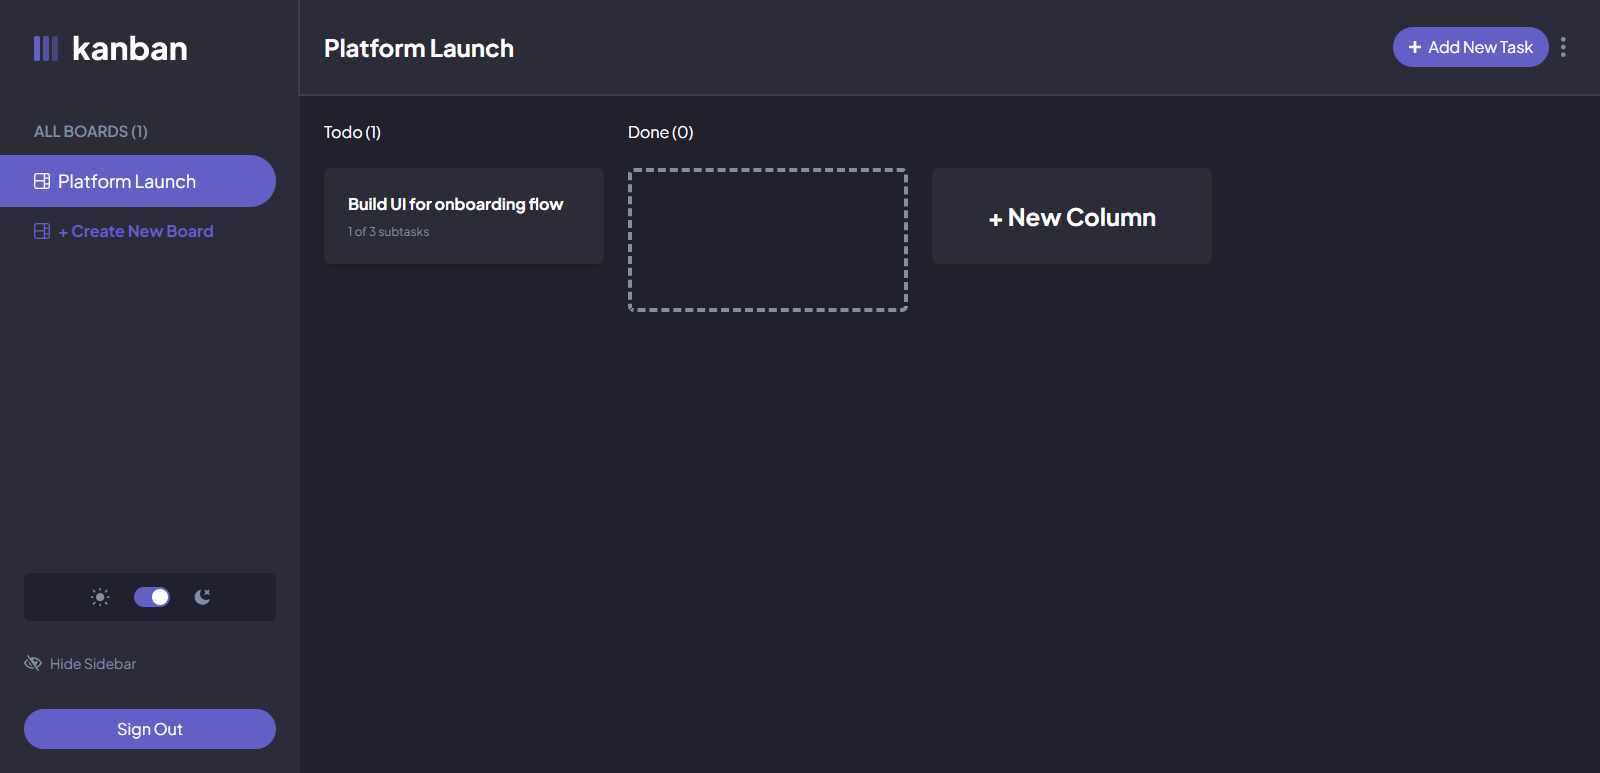 kanban
ALL BOARDS (1)
Platform Launch
+ Create New Board
Hide Sidebar
Sign Out
Platform Launch
+ Add New Task
Todo (1)
Build UI for onboarding flow
1 of 3 subtasks
Done (0)
+ New Column